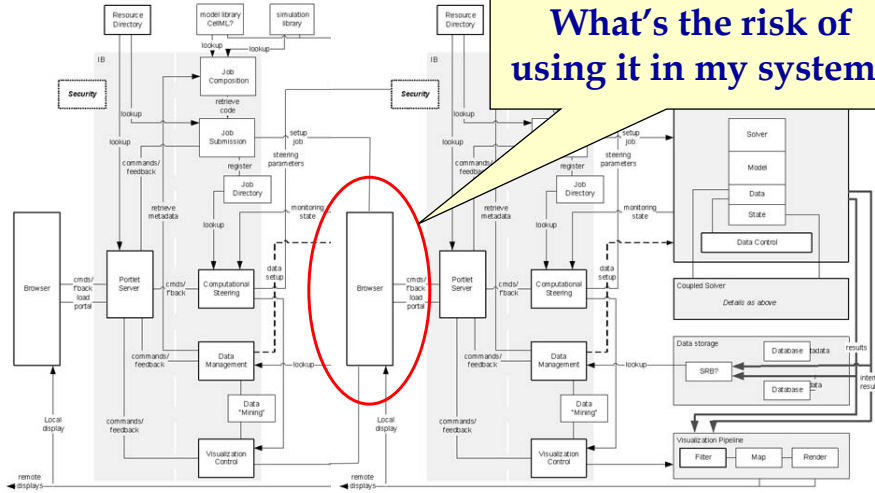 What's the risk of
using it in my system
Resource
Directory
model library
CellML?
simulation
library
lookup
lookup
IB
Security
Job
Composition
retrieve
code
lookup
lookup
Job
Submission
setup
job
commands/
feedback
register
steering
parameters
Job
Directory
retrieve
metadata
lookup
monitoring
state
Browser
cmds/
f'back
load
portal
Portlet
Server
cmds/
f'back
Computational
Steering
data
setup
commands/
feedback
Data
Management
lookup
Data
"Mining"
commands/
feedback
Local
display
Visualization
Control
remote
displays
Resource
Directory
IB
Security
lookup
lookup
setup
job
commands/
feedback
register
steering
parameters
Job
Directory
retrieve
metadata
lookup
monitoring
state
Browser
cmds/
f'back
load
portal
Portlet
Server
cmds/
f'back
Computational
Steering
data
setup
commands/
feedback
Data
Management
lookup
Data
"Mining"
commands/
feedback
Local
display
Visualization
Control
remote
displays
Solver
Model
Data
State
Data Control
Coupled Solver
Details as above
Data storage
Database
SRB?
Database
results
Visualization Pipeline
Filter
Map
Render